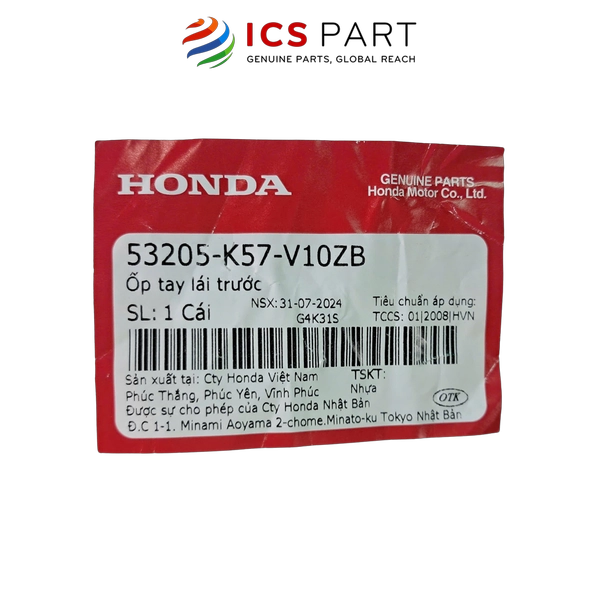 ICS PART
GENUINE PARTS, GLOBAL REACH
HONDA
GENUINE PARTS
Honda Motor Co., Ltd.
53205-K57-V10ZB
Ốp tay lái trước
NSX: 31-07-2024
Tiêu chuẩn áp dụng:
SL: 1 Cái
G4K31S
TCCS: 01|2008|HVN
Sản xuất tại: Cty Honda Việt Nam
TSKT:
Phúc Thắng, Phúc Yên, Vĩnh Phúc
Nhựa
Được sự cho phép của Cty Honda Nhật Bản
OTK
Đ.C 1-1. Minami Aoyama 2-chome.Minato-ku Tokyo Nhật Bản